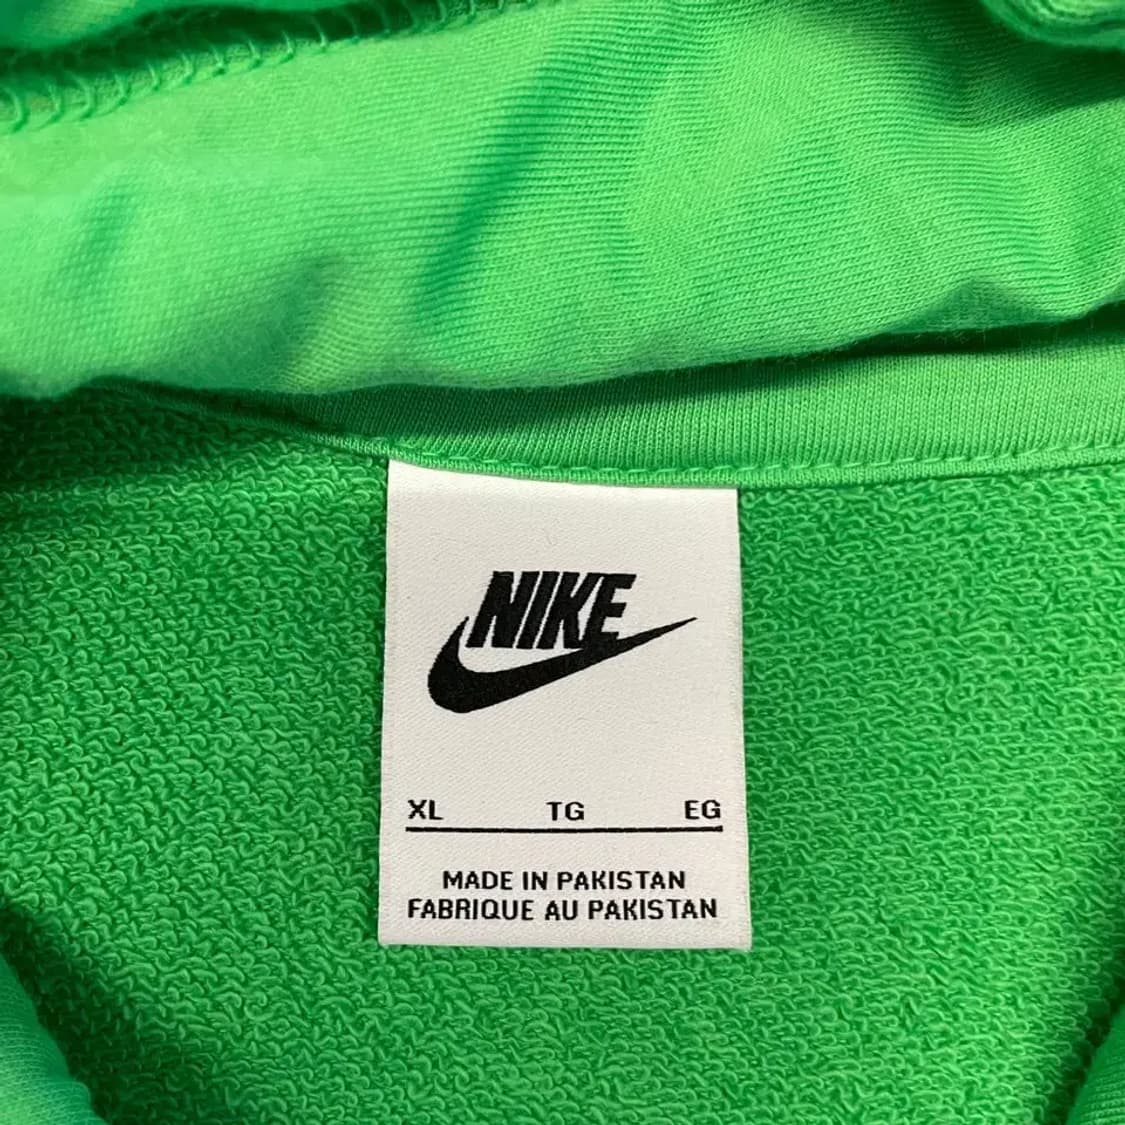 NIKE
XL TG EG
MADE IN PAKISTAN
FABRIQUE AU PAKISTAN